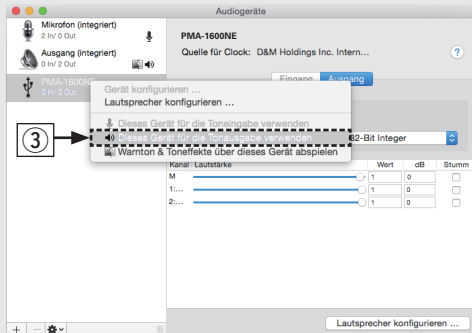 Audiogeräte
Mikrofon (integriert)
2 In/ 0 Out
Ausgang (integriert)
0 In/ 2 Out
PMA-1600NE
0 In/ 2 Out
PMA-1600NE
Quelle für Clock: D&M Holdings Inc. Intern...
?
Eingang Ausgang
Gerät konfigurieren ...
Lautsprecher konfigurieren ...
Dieses Gerät für die Toneingabe verwenden
③ Dieses Gerät für die Tonausgabe verwenden
Warnton & Toneffekte über dieses Gerät abspielen
32-Bit Integer
Kanal Lautstärke Wert dB Stumm
M 1 0
1:... 1 0
2:... 1 0
Lautsprecher konfigurieren ...